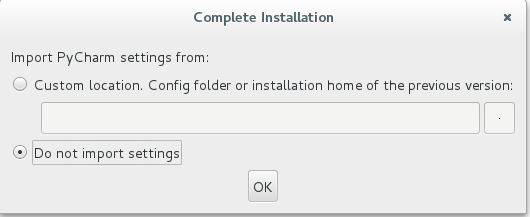 Complete Installation
Import PyCharm settings from:
Custom location. Config folder or installation home of the previous version:
.
Do not import settings
OK